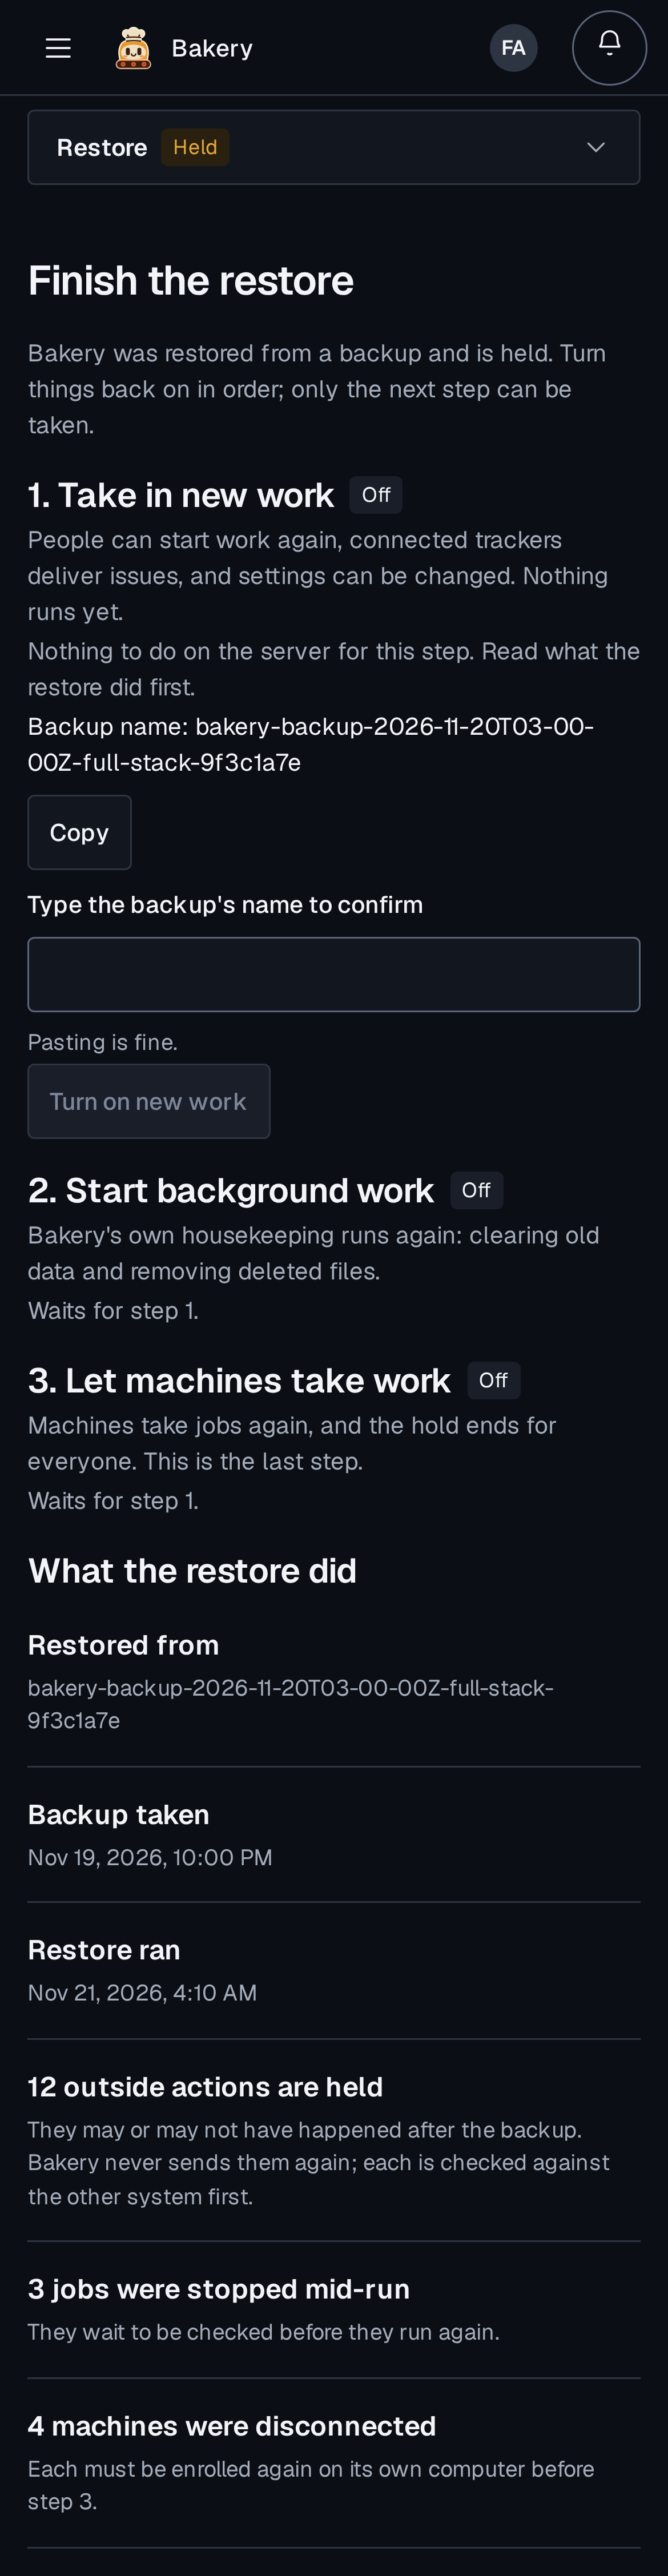 Bakery
FA
Restore Held
Finish the restore
Bakery was restored from a backup and is held. Turn
things back on in order; only the next step can be
taken.
1. Take in new work Off
People can start work again, connected trackers
deliver issues, and settings can be changed. Nothing
runs yet.
Nothing to do on the server for this step. Read what the
restore did first.
Backup name: bakery-backup-2026-11-20T03-00-
00Z-full-stack-9f3c1a7e
Copy
Type the backup's name to confirm
Pasting is fine.
Turn on new work
2. Start background work Off
Bakery's own housekeeping runs again: clearing old
data and removing deleted files.
Waits for step 1.
3. Let machines take work Off
Machines take jobs again, and the hold ends for
everyone. This is the last step.
Waits for step 1.
What the restore did
Restored from
bakery-backup-2026-11-20T03-00-00Z-full-stack-
9f3c1a7e
Backup taken
Nov 19, 2026, 10:00 PM
Restore ran
Nov 21, 2026, 4:10 AM
12 outside actions are held
They may or may not have happened after the backup.
Bakery never sends them again; each is checked against
the other system first.
3 jobs were stopped mid-run
They wait to be checked before they run again.
4 machines were disconnected
Each must be enrolled again on its own computer before
step 3.